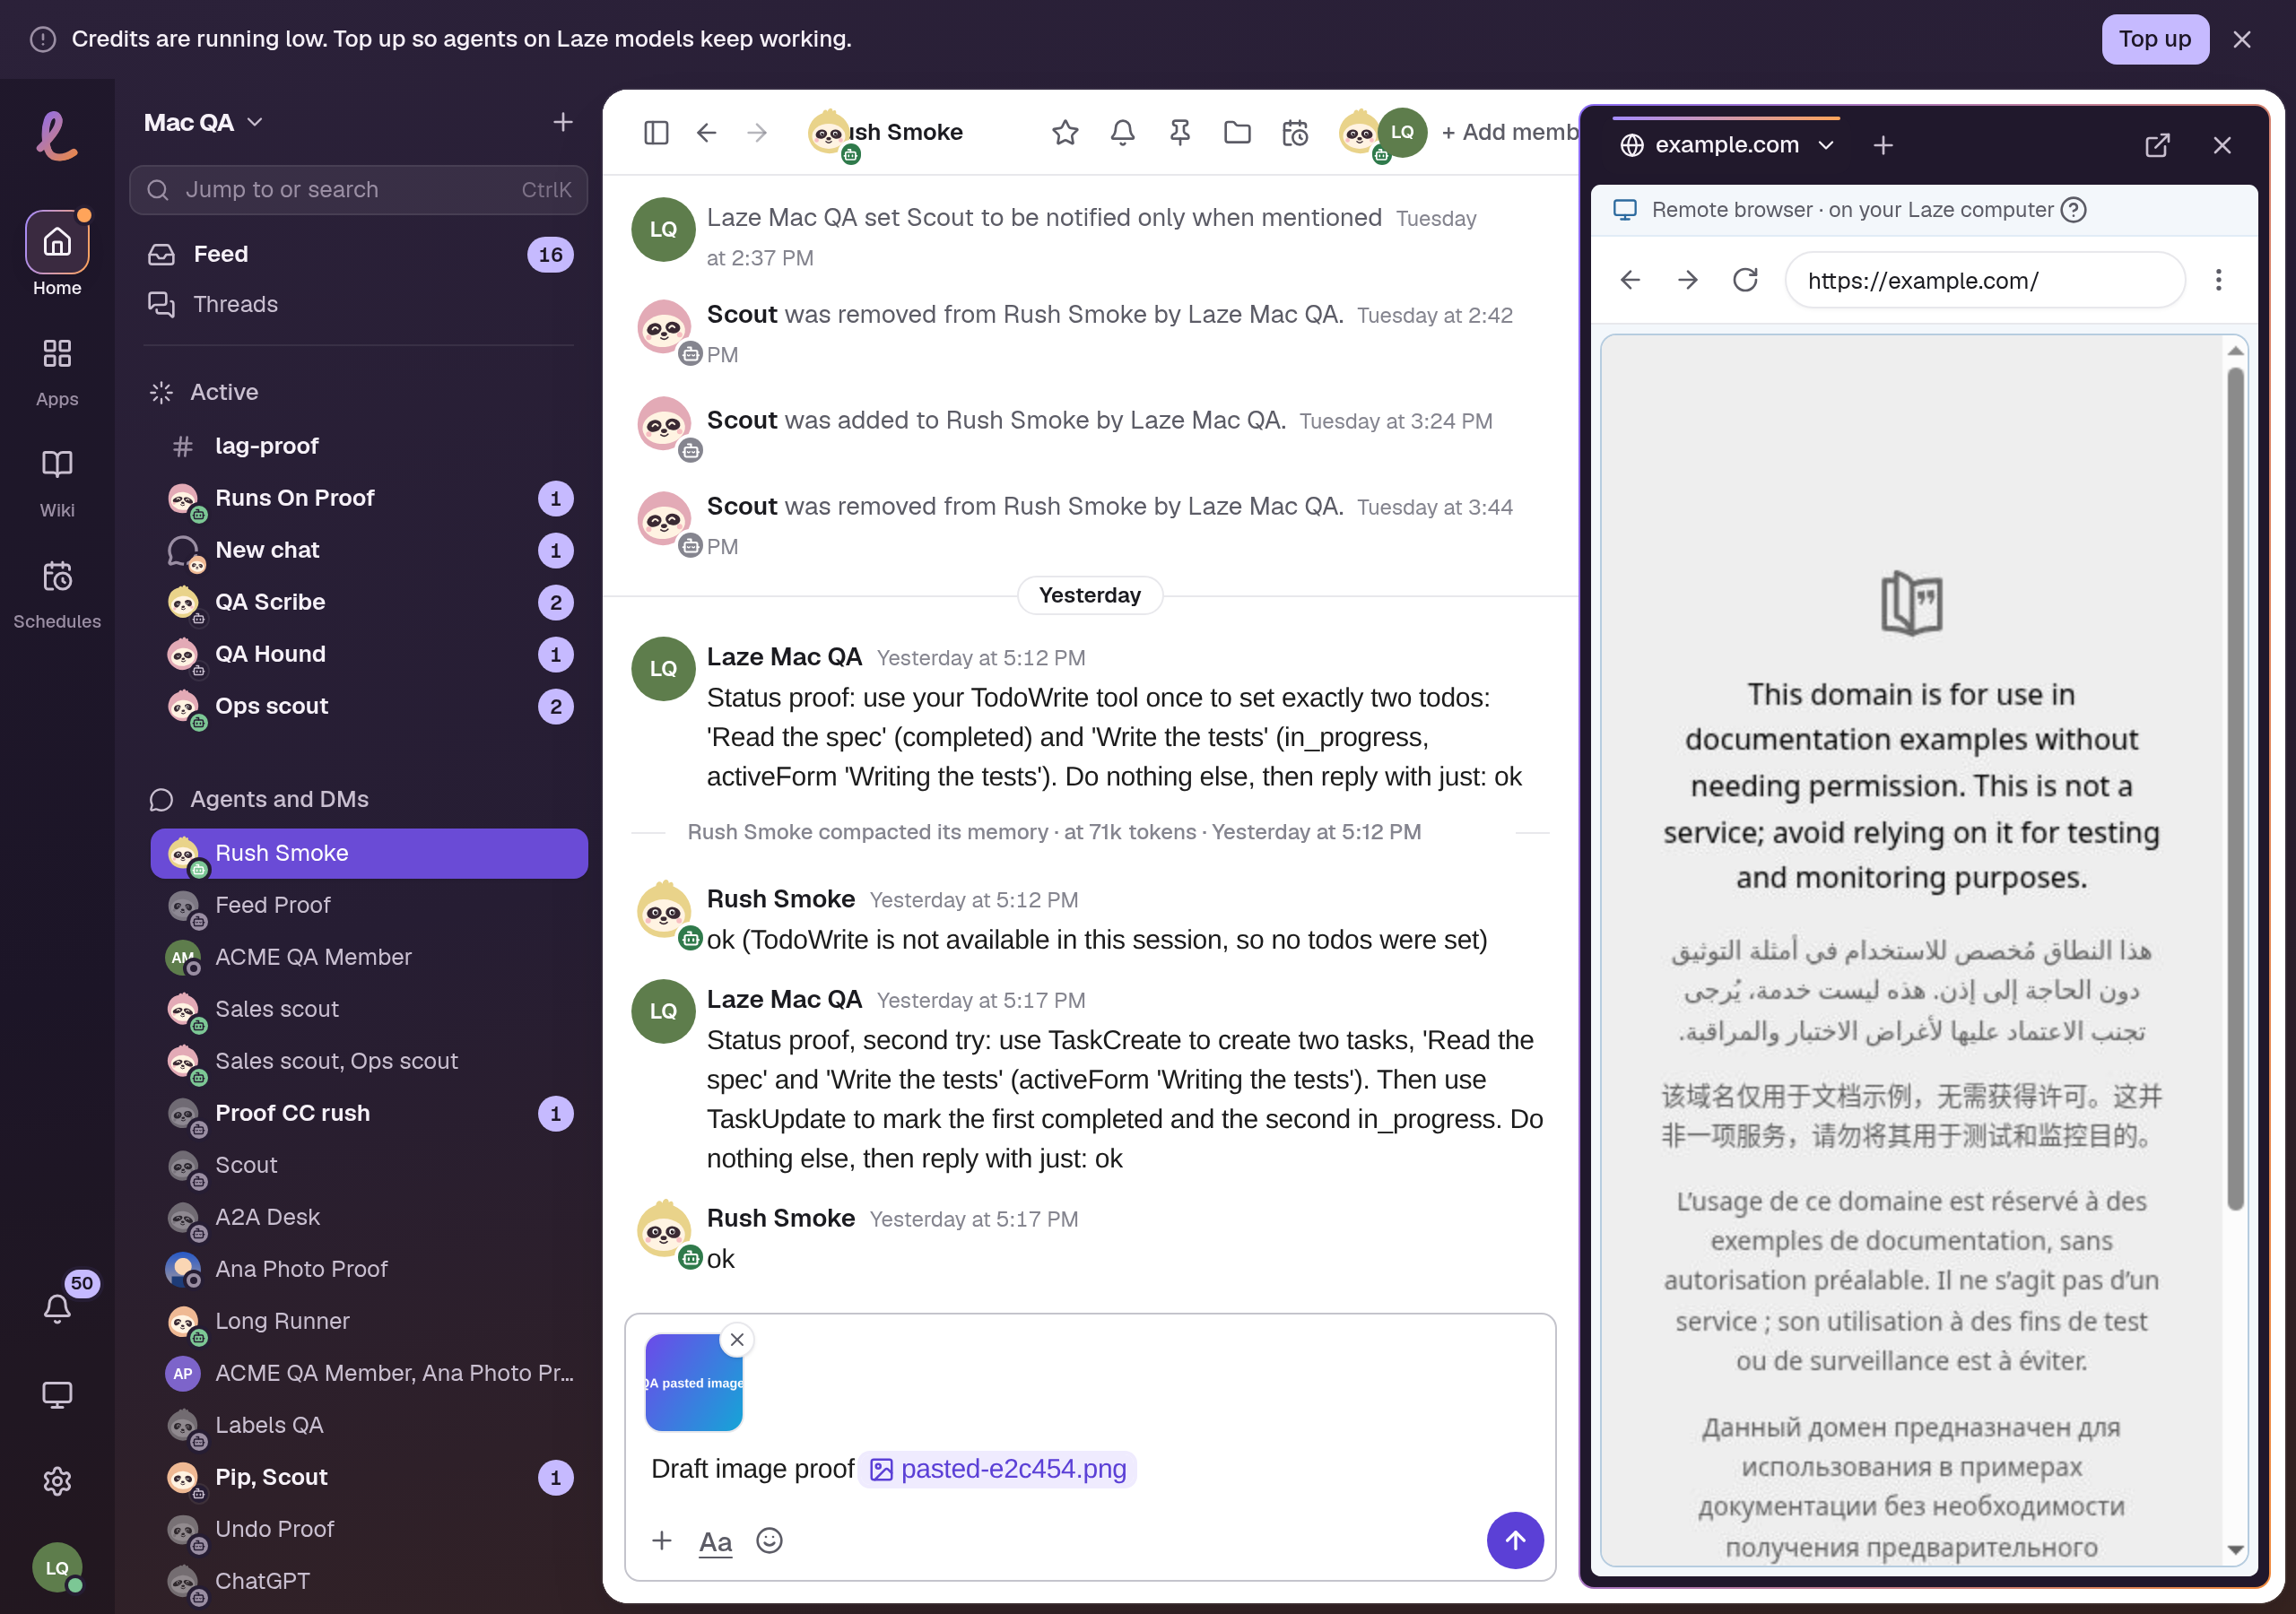 Credits are running low. Top up so agents on Laze models keep working.
Top up
Mac QA
Jump to or search
CtrlK
Home
Apps
Wiki
Schedules
50
LQ
Feed
16
Threads
Active
lag-proof
Runs On Proof
1
New chat
1
QA Scribe
2
QA Hound
1
Ops scout
2
Agents and DMs
Rush Smoke
Feed Proof
AM
ACME QA Member
Sales scout
Sales scout, Ops scout
Proof CC rush
1
Scout
A2A Desk
Ana Photo Proof
Long Runner
AP
ACME QA Member, Ana Photo Pr...
Labels QA
Pip, Scout
1
Undo Proof
ChatGPT
ush Smoke
LQ
+ Add memb
LQ
Laze Mac QA set Scout to be notified only when mentioned Tuesday
at 2:37 PM
Scout was removed from Rush Smoke by Laze Mac QA. Tuesday at 2:42
PM
Scout was added to Rush Smoke by Laze Mac QA. Tuesday at 3:24 PM
Scout was removed from Rush Smoke by Laze Mac QA. Tuesday at 3:44
PM
Yesterday
LQ
Laze Mac QA Yesterday at 5:12 PM
Status proof: use your TodoWrite tool once to set exactly two todos:
'Read the spec' (completed) and 'Write the tests' (in_progress,
activeForm 'Writing the tests'). Do nothing else, then reply with just: ok
Rush Smoke compacted its memory · at 71k tokens · Yesterday at 5:12 PM
Rush Smoke Yesterday at 5:12 PM
ok (TodoWrite is not available in this session, so no todos were set)
LQ
Laze Mac QA Yesterday at 5:17 PM
Status proof, second try: use TaskCreate to create two tasks, 'Read the
spec' and 'Write the tests' (activeForm 'Writing the tests'). Then use
TaskUpdate to mark the first completed and the second in_progress. Do
nothing else, then reply with just: ok
Rush Smoke Yesterday at 5:17 PM
ok
QA pasted image
Draft image proof pasted-e2c454.png
Aa
example.com
Remote browser · on your Laze computer
https://example.com/
This domain is for use in
documentation examples without
needing permission. This is not a
service; avoid relying on it for testing
and monitoring purposes.
هذا النطاق مُخصص للاستخدام في أمثلة التوثيق
دون الحاجة إلى إذن. هذه ليست خدمة، يُرجى
تجنب الاعتماد عليها لأغراض الاختبار والمراقبة.
该域名仅用于文档示例，无需获得许可。这并
非一项服务，请勿将其用于测试和监控目的。
L’usage de ce domaine est réservé à des
exemples de documentation, sans
autorisation préalable. Il ne s’agit pas d’un
service ; son utilisation à des fins de test
ou de surveillance est à éviter.
Данный домен предназначен для
использования в примерах
документации без необходимости
получения предварительного